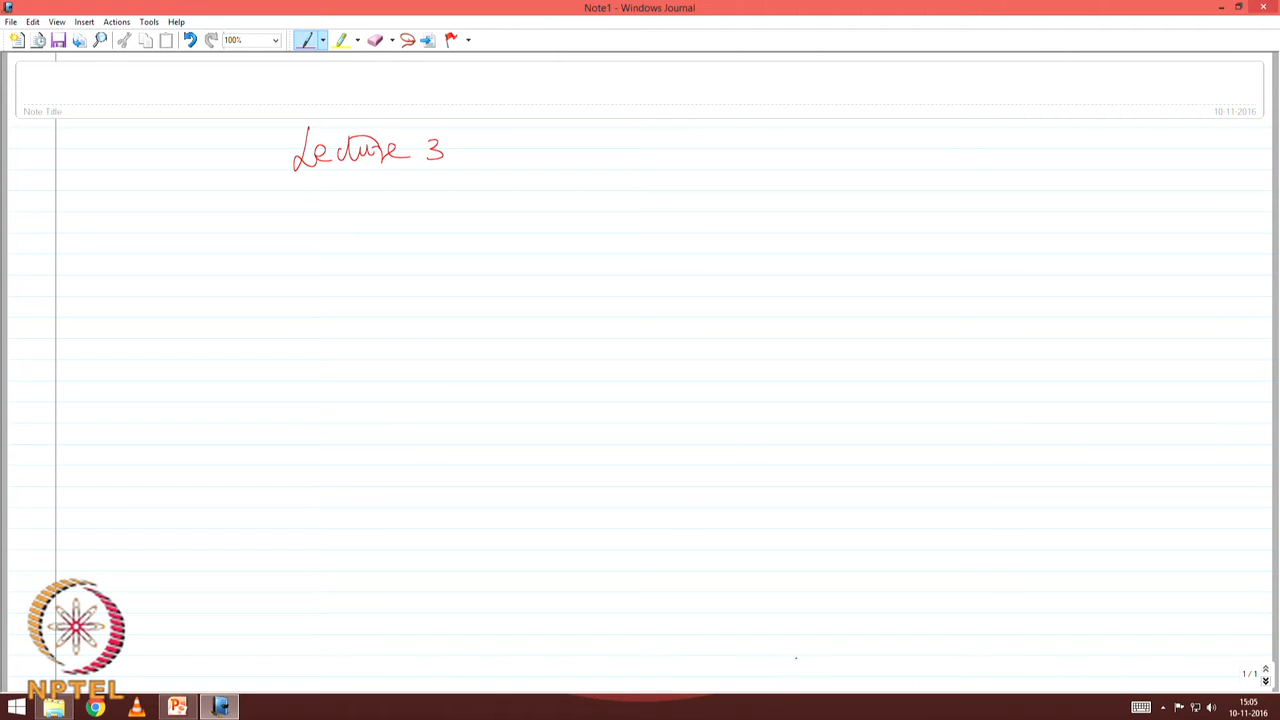 Note1 - Windows Journal
File Edit View Insert Actions Tools Help
100%
Note Title
10-11-2016
Lecture 3
1 / 1
NPTEL
15:05
10-11-2016